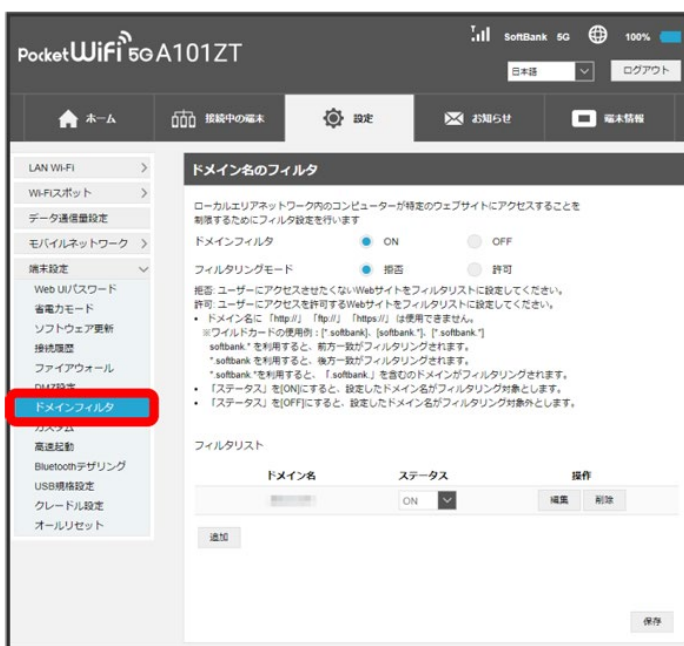 SoftBank 5G 100%
Pocket WiFi 5G A101ZT
日本語 ログアウト
ホーム 接続中の端末 設定 お知らせ 端末情報
LAN Wi-Fi
Wi-Fiスポット
データ通信量設定
モバイルネットワーク
端末設定
Web UIパスワード
省電力モード
ソフトウェア更新
接続履歴
ファイアウォール
DMZ設定
ドメインフィルタ
カスタム
高速起動
Bluetoothテザリング
USB規格設定
クレードル設定
オールリセット
ドメイン名のフィルタ
ローカルエリアネットワーク内のコンピューターが特定のウェブサイトにアクセスすることを
制限するためにフィルタ設定を行います
ドメインフィルタ ON OFF
フィルタリングモード 拒否 許可
拒否: ユーザーにアクセスさせたくないWebサイトをフィルタリストに設定してください。
許可: ユーザーにアクセスを許可するWebサイトをフィルタリストに設定してください。
• ドメイン名に 「http://」 「ftp://」 「https://」 は使用できません。
※ワイルドカードの使用例：[*.softbank]、[softbank.*]、[*.softbank.*]
softbank.* を利用すると、前方一致がフィルタリングされます。
*.softbank を利用すると、後方一致がフィルタリングされます。
*.softbank.*を利用すると、「.softbank.」を含むのドメインがフィルタリングされます。
• 「ステータス」を[ON]にすると、設定したドメイン名がフィルタリング対象とします。
• 「ステータス」を[OFF]にすると、設定したドメイン名がフィルタリング対象外とします。
フィルタリスト
ドメイン名 ステータス 操作
ON 編集 削除
追加
保存